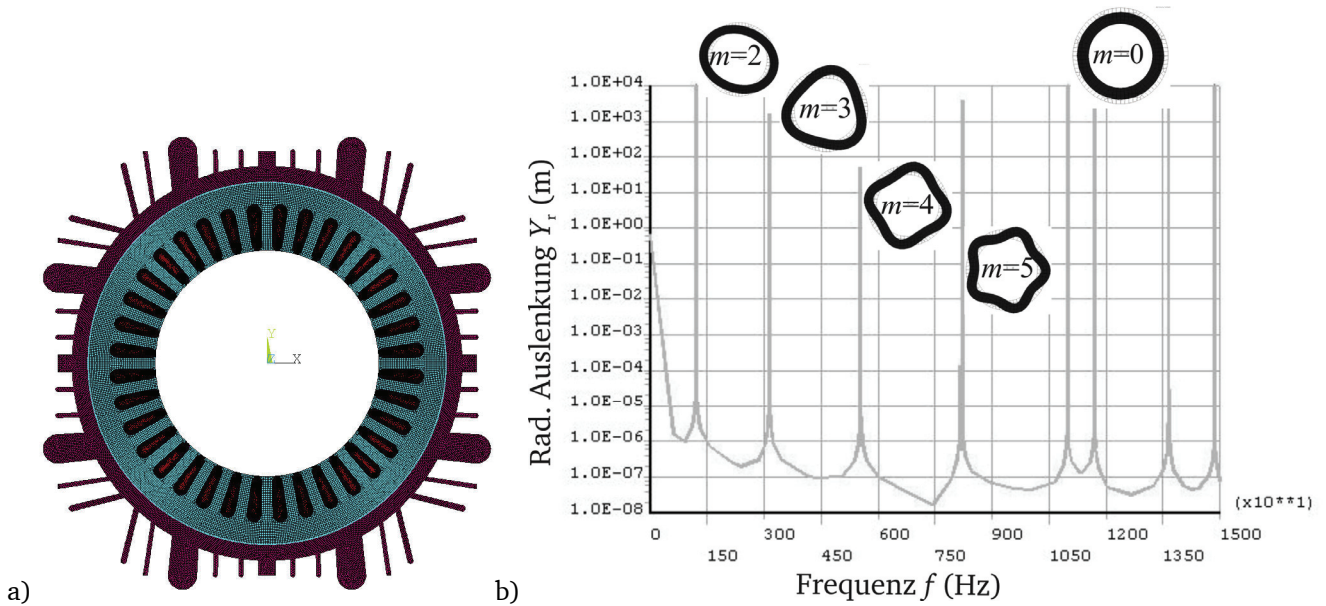 a)
Y
Z
X
b)
Rad. Auslenkung Yr (m)
1.0E+04
1.0E+03
1.0E+02
1.0E+01
1.0E+00
1.0E-01
1.0E-02
1.0E-03
1.0E-04
1.0E-05
1.0E-06
1.0E-07
1.0E-08
m=2
m=3
m=4
m=5
m=0
(x10**1)
0 300 600 900 1200 1500
150 450 750 1050 1350
Frequenz f (Hz)